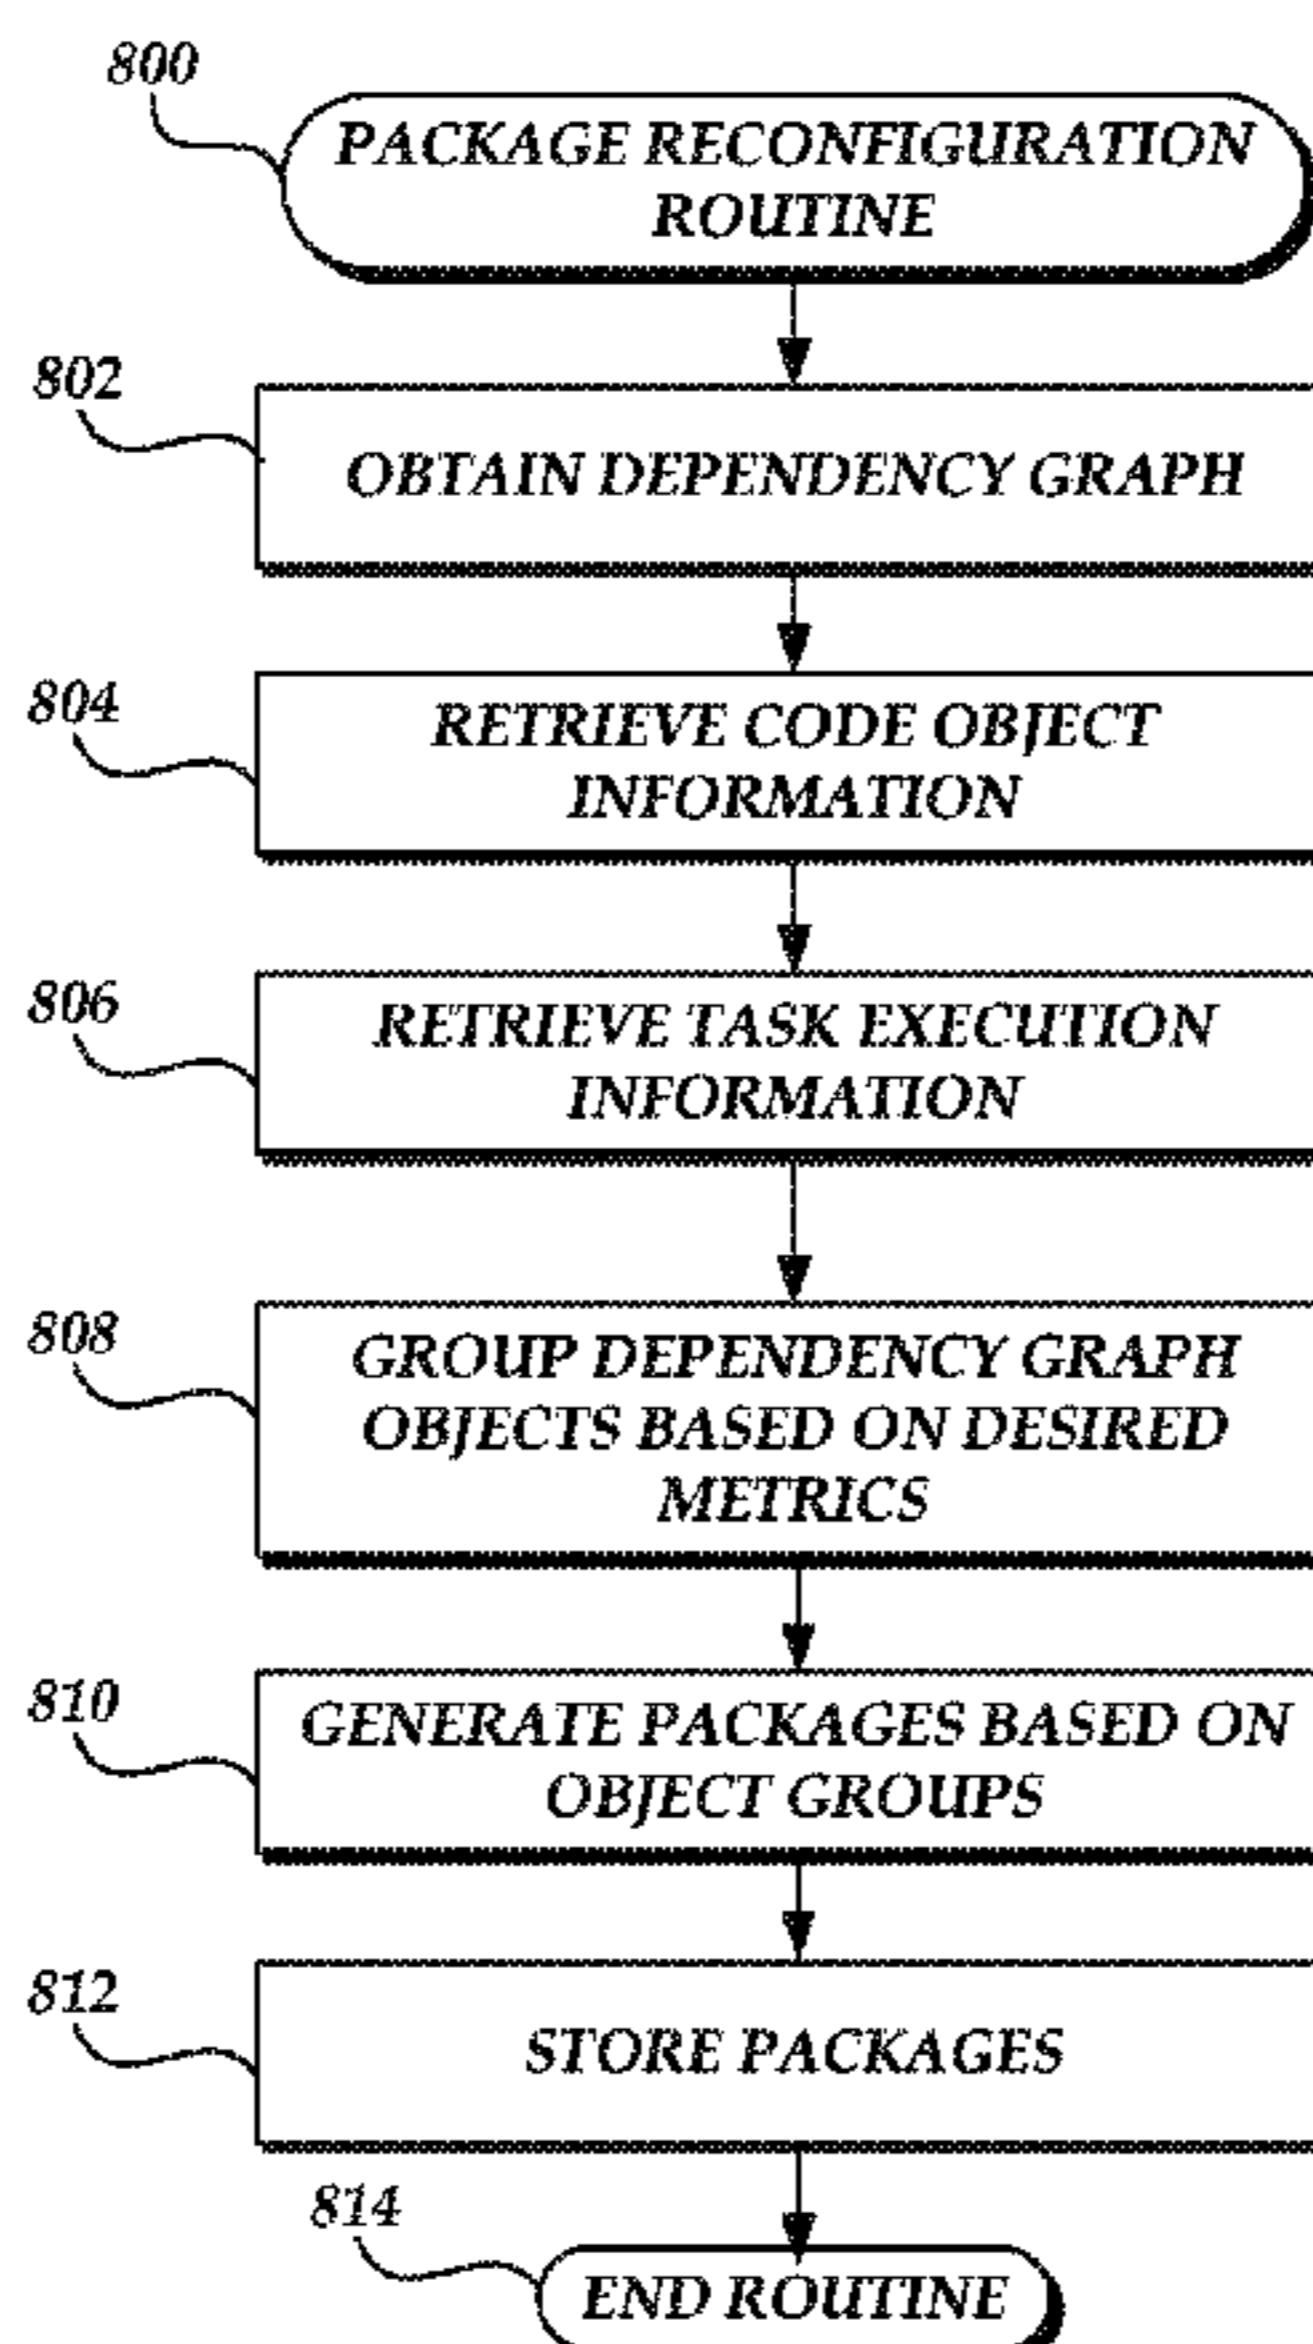 800
PACKAGE RECONFIGURATION
ROUTINE
802
OBTAIN DEPENDENCY GRAPH
804
RETRIEVE CODE OBJECT
INFORMATION
806
RETRIEVE TASK EXECUTION
INFORMATION
808
GROUP DEPENDENCY GRAPH
OBJECTS BASED ON DESIRED
METRICS
810
GENERATE PACKAGES BASED ON
OBJECT GROUPS
812
STORE PACKAGES
814
END ROUTINE